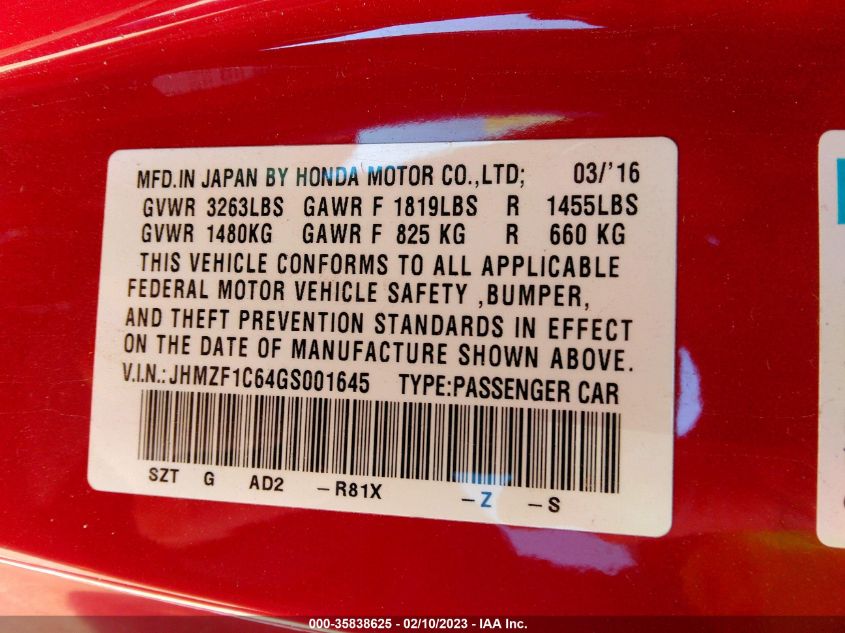 MFD.IN JAPAN BY HONDA MOTOR CO.,LTD; 03/'16
GVWR 3263LBS GAWR F 1819LBS R 1455LBS
GVWR 1480KG GAWR F 825 KG R 660 KG
THIS VEHICLE CONFORMS TO ALL APPLICABLE
FEDERAL MOTOR VEHICLE SAFETY ,BUMPER,
AND THEFT PREVENTION STANDARDS IN EFFECT
ON THE DATE OF MANUFACTURE SHOWN ABOVE.
V.I.N.: JHMZF1C64GS001645 TYPE:PASSENGER CAR
SZT G AD2 –R81X –Z –S
000-35838625 - 02/10/2023 - IAA Inc.